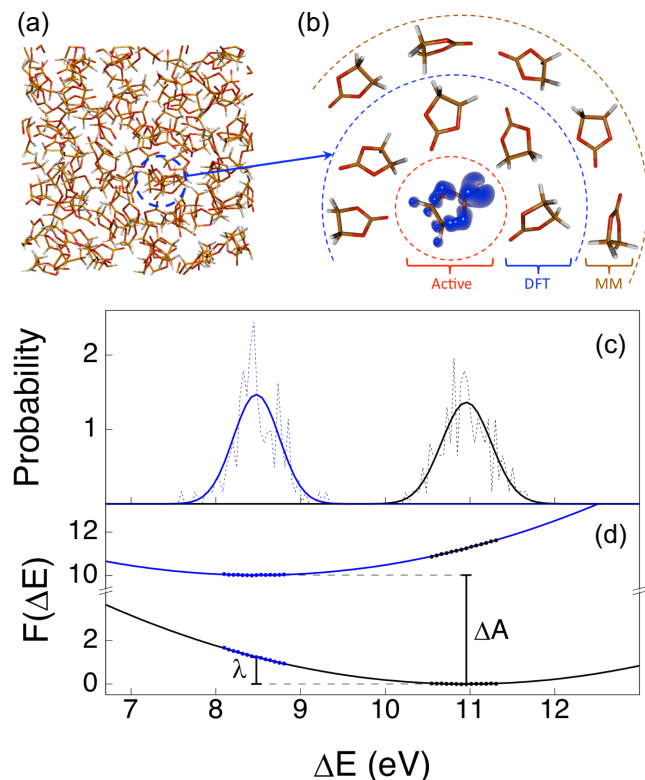 (a)
(b)
Active
DFT
MM
(c)
Probability
2
1
(d)
F(ΔE)
12
10
2
0
ΔA
λ
7
8
9
10
11
12
ΔE (eV)